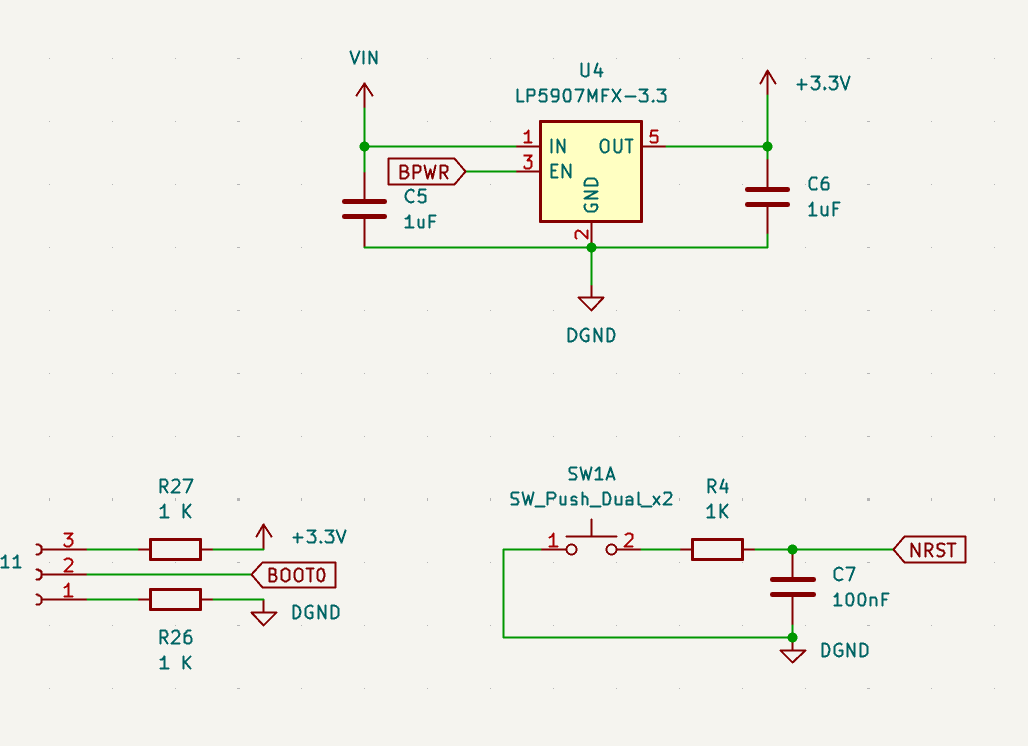 VIN
U4
LP5907MFX-3.3
+3.3V
1
IN
OUT
5
3
EN
BPWR
GND
2
C5
1uF
C6
1uF
DGND
R27
1 K
+3.3V
3
11
2
BOOT0
1
DGND
R26
1 K
SW1A
SW_Push_Dual_x2
1
2
R4
1K
NRST
C7
100nF
DGND